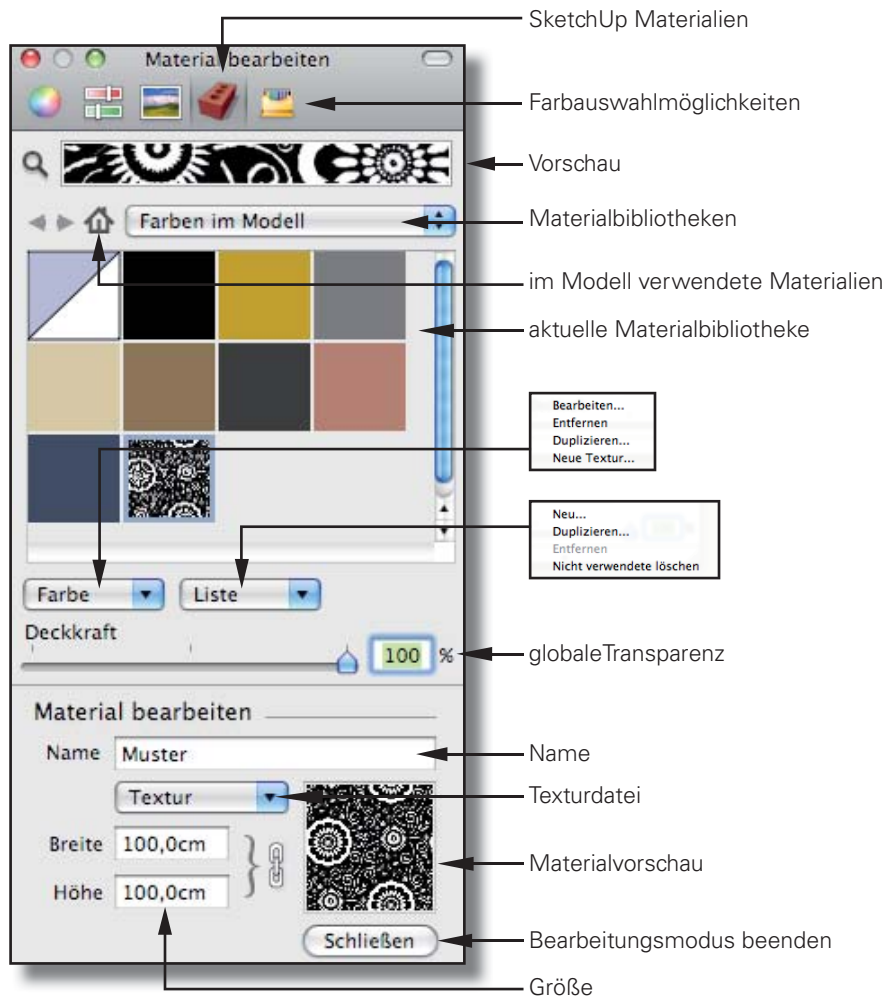 SketchUp Materialien
Material bearbeiten
Farbauswahlmöglichkeiten
Vorschau
Farben im Modell
Materialbibliotheken
im Modell verwendete Materialien
aktuelle Materialbibliotheke
Bearbeiten...
Entfernen
Duplizieren...
Neue Textur...
Neu...
Duplizieren...
Entfernen
Nicht verwendete löschen
Farbe
Liste
Deckkraft
100 %
globaleTransparenz
Material bearbeiten
Name Muster
Name
Textur
Texturdatei
Breite 100,0cm
Materialvorschau
Höhe 100,0cm
Schließen
Bearbeitungsmodus beenden
Größe